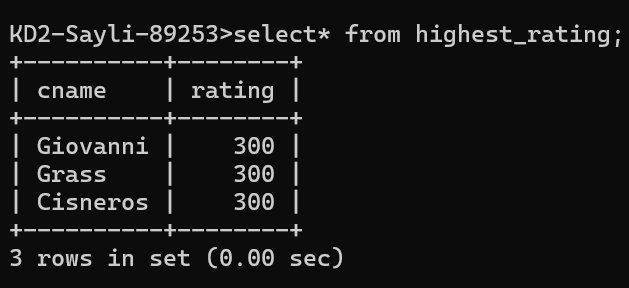 KD2-Sayli-89253>select* from highest_rating;
+----------+--------+
| cname    | rating |
+----------+--------+
| Giovanni |    300 |
| Grass    |    300 |
| Cisneros |    300 |
+----------+--------+
3 rows in set (0.00 sec)